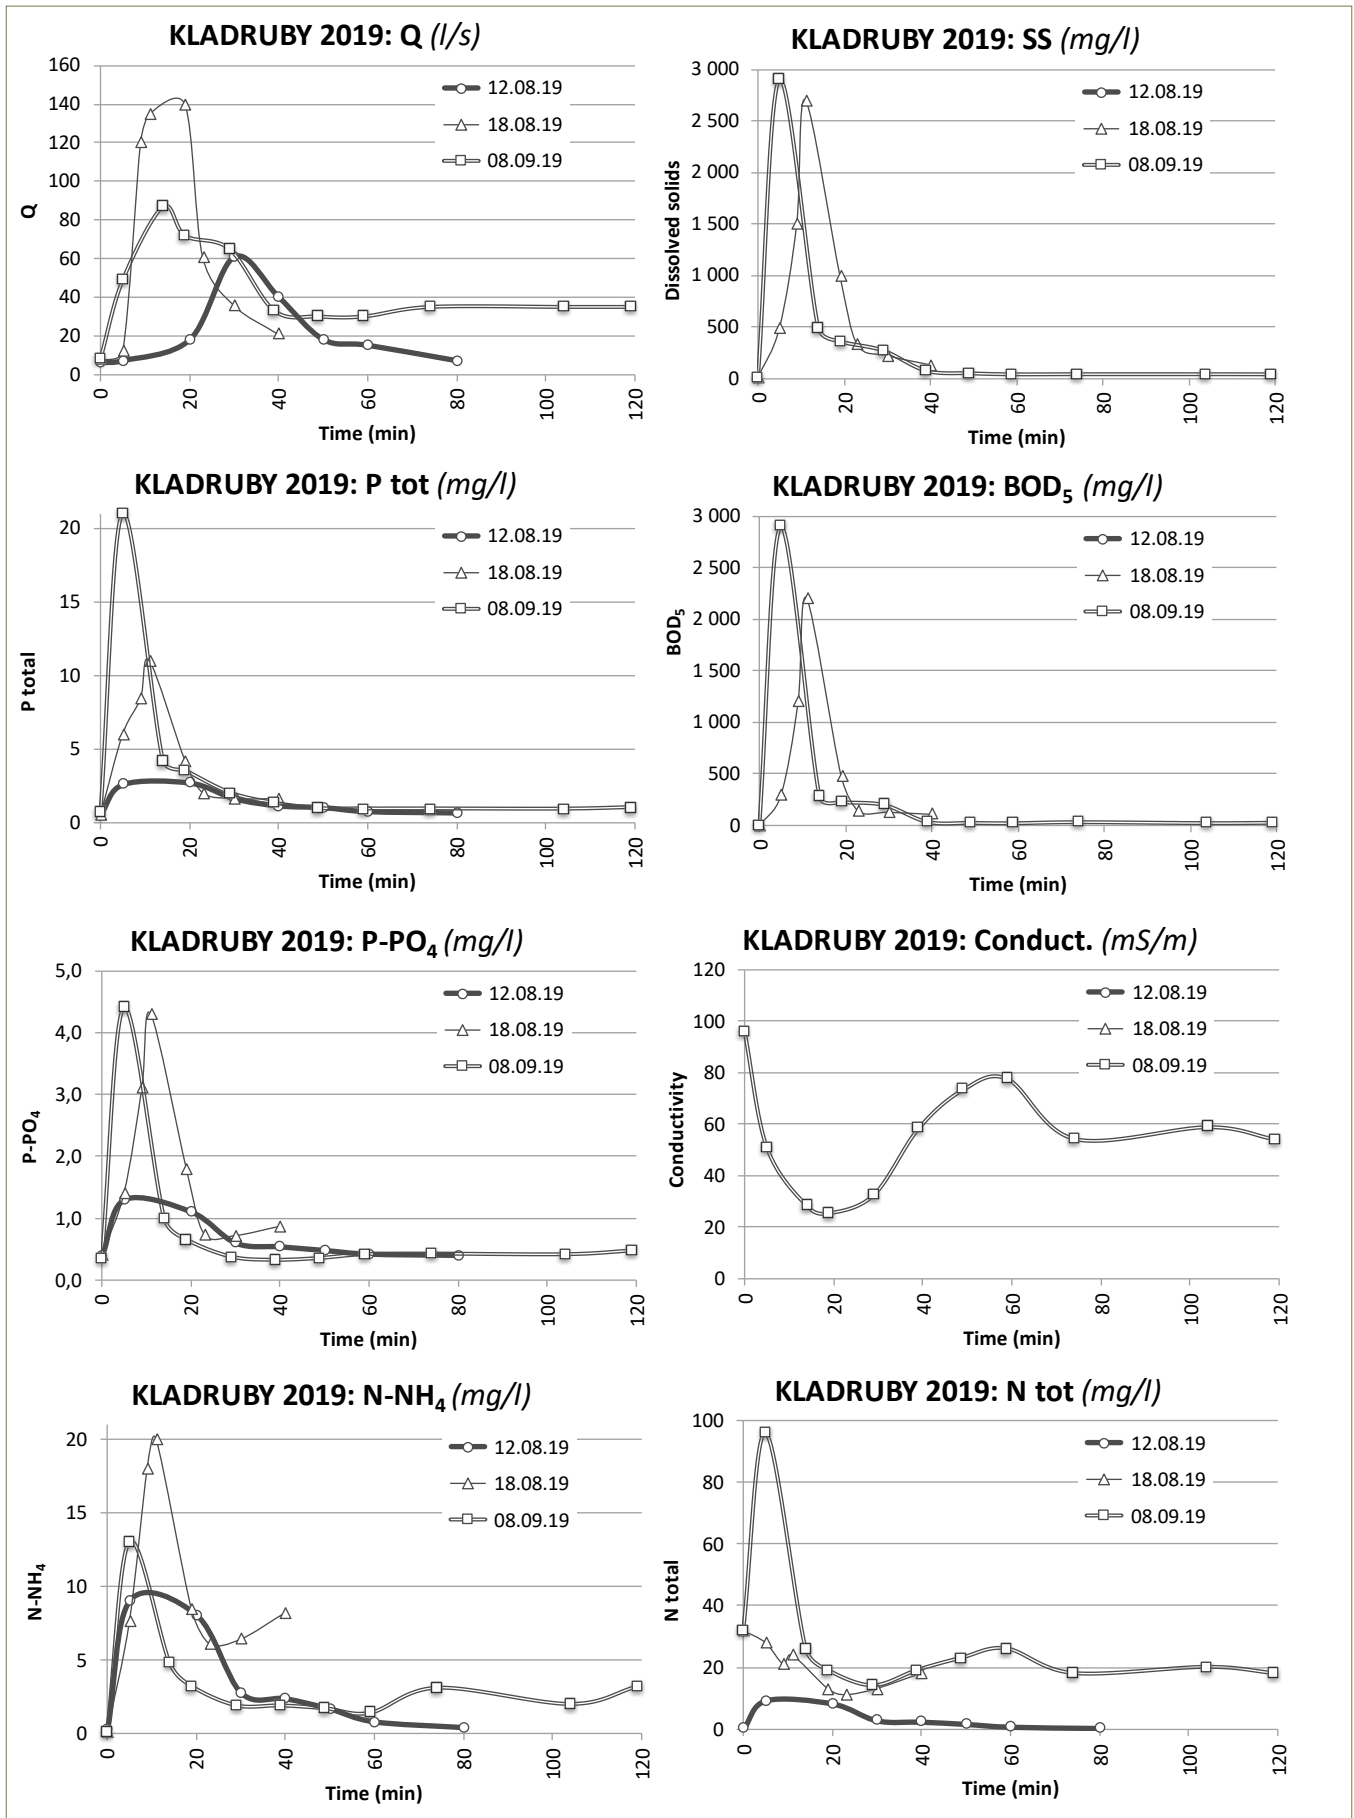 KLADRUBY 2019: Q (l/s)
160
140
120
100
80
60
40
20
0
Q
12.08.19
18.08.19
08.09.19
0 20 40 60 80 100 120
Time (min)
KLADRUBY 2019: SS (mg/l)
3 000
2 500
2 000
1 500
1 000
500
0
Dissolved solids
12.08.19
18.08.19
08.09.19
0 20 40 60 80 100 120
Time (min)
KLADRUBY 2019: P tot (mg/l)
20
15
10
5
0
P total
12.08.19
18.08.19
08.09.19
0 20 40 60 80 100 120
Time (min)
KLADRUBY 2019: BOD₅ (mg/l)
3 000
2 500
2 000
1 500
1 000
500
0
BOD₅
12.08.19
18.08.19
08.09.19
0 20 40 60 80 100 120
Time (min)
KLADRUBY 2019: P-PO₄ (mg/l)
5,0
4,0
3,0
2,0
1,0
0,0
P-PO₄
12.08.19
18.08.19
08.09.19
0 20 40 60 80 100 120
Time (min)
KLADRUBY 2019: Conduct. (mS/m)
120
100
80
60
40
20
0
Conductivity
12.08.19
18.08.19
08.09.19
0 20 40 60 80 100 120
Time (min)
KLADRUBY 2019: N-NH₄ (mg/l)
20
15
10
5
0
N-NH₄
12.08.19
18.08.19
08.09.19
0 20 40 60 80 100 120
Time (min)
KLADRUBY 2019: N tot (mg/l)
100
80
60
40
20
0
N total
12.08.19
18.08.19
08.09.19
0 20 40 60 80 100 120
Time (min)